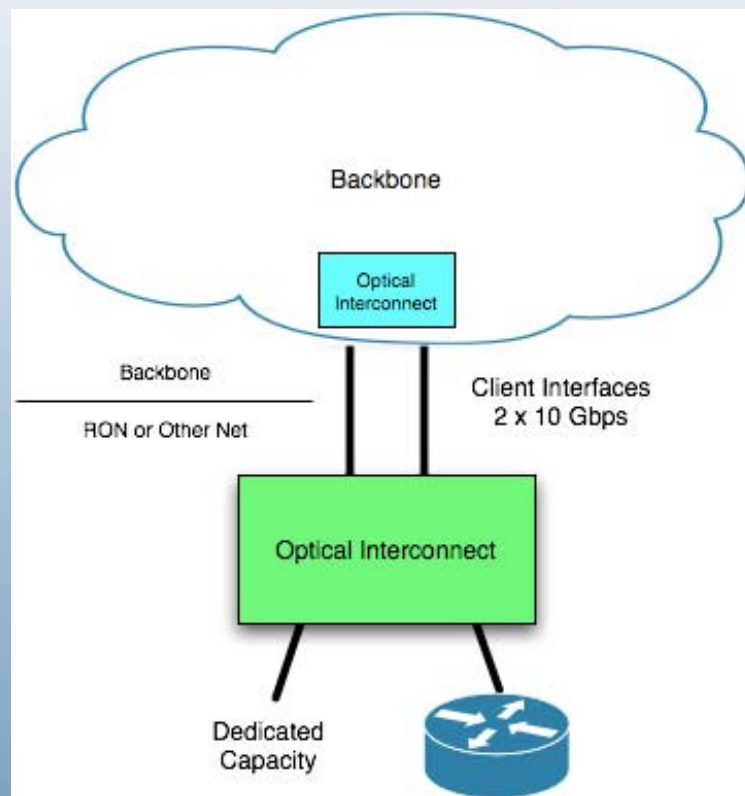 Backbone
Optical
Interconnect
Backbone
RON or Other Net
Client Interfaces
2 x 10 Gbps
Optical Interconnect
Dedicated
Capacity